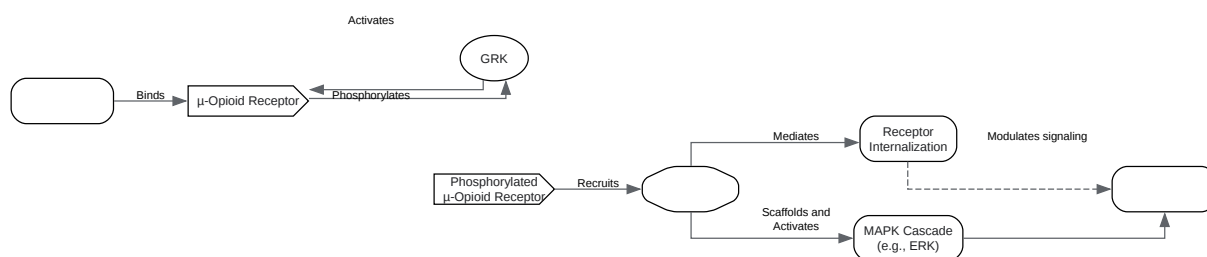 Activates
GRK
Binds
µ-Opioid Receptor
Phosphorylates
Mediates
Receptor
Internalization
Modulates signaling
Phosphorylated
µ-Opioid Receptor
Recruits
Scaffolds and
Activates
MAPK Cascade
(e.g., ERK)